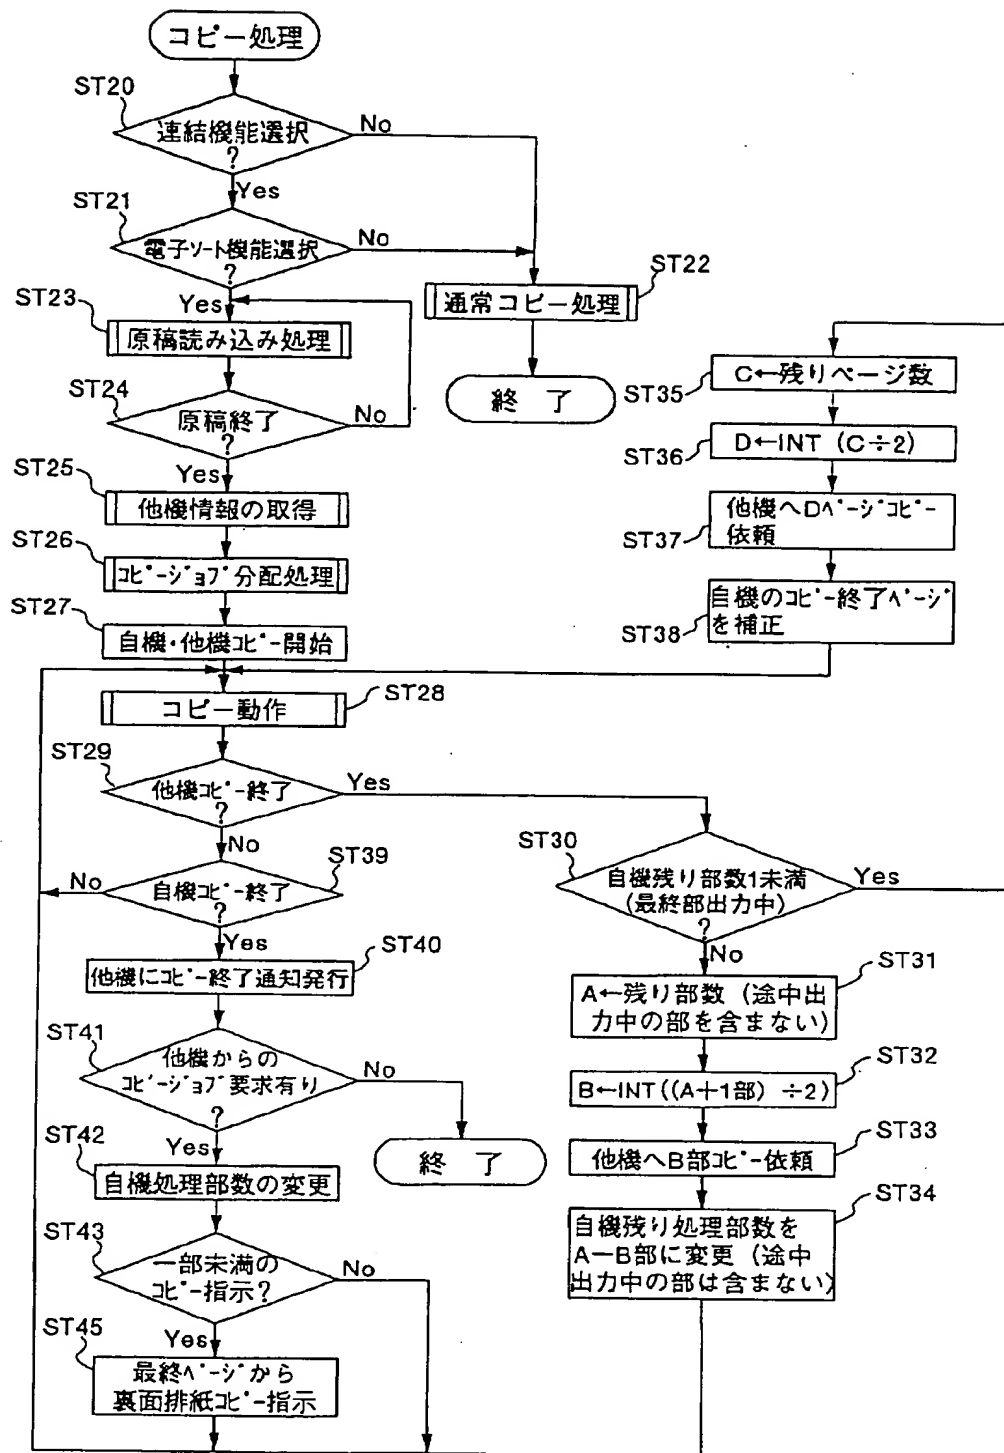 コピー処理
ST20
連結機能選択
?
No
Yes
ST21
電子ソート機能選択
?
No
Yes
ST22
通常コピー処理
終 了
ST23
原稿読み込み処理
ST24
原稿終了
?
No
Yes
ST25
他機情報の取得
ST26
コピージョブ分配処理
ST27
自機・他機コピー開始
ST28
コピー動作
ST29
他機コピー終了
?
Yes
No
ST39
自機コピー終了
?
No
Yes
ST40
他機にコピー終了通知発行
ST41
他機からの
コピージョブ要求有り
?
No
Yes
終 了
ST42
自機処理部数の変更
ST43
一部未満の
コピー指示?
No
Yes
ST45
最終ページから
裏面排紙コピー指示
ST30
自機残り部数1未満
(最終部出力中)
?
Yes
No
ST31
A←残り部数(途中出
力中の部を含まない)
ST32
B←INT((A+1部)÷2)
ST33
他機へB部コピー依頼
ST34
自機残り処理部数を
A−B部に変更(途中
出力中の部は含まない)
ST35
C←残りページ数
ST36
D←INT(C÷2)
ST37
他機へDページコピー
依頼
ST38
自機のコピー終了ページ
を補正